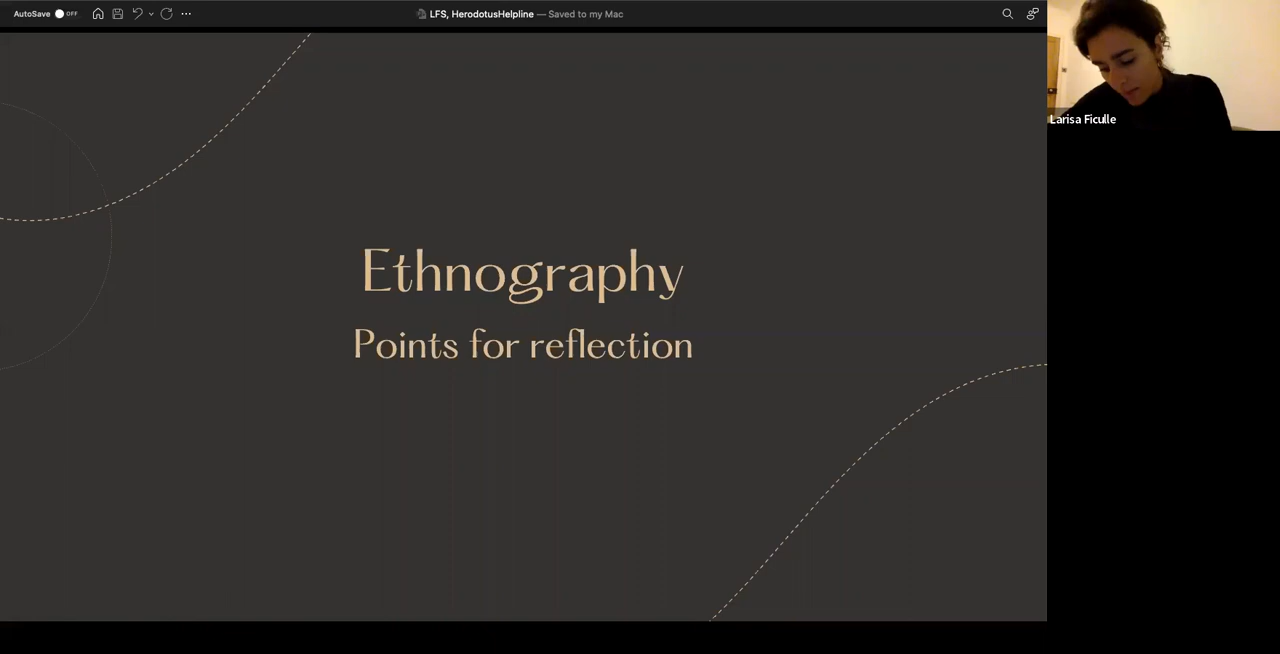 AutoSave OFF
LFS, HerodotusHelpline — Saved to my Mac
Larisa Ficulle
Ethnography
Points for reflection